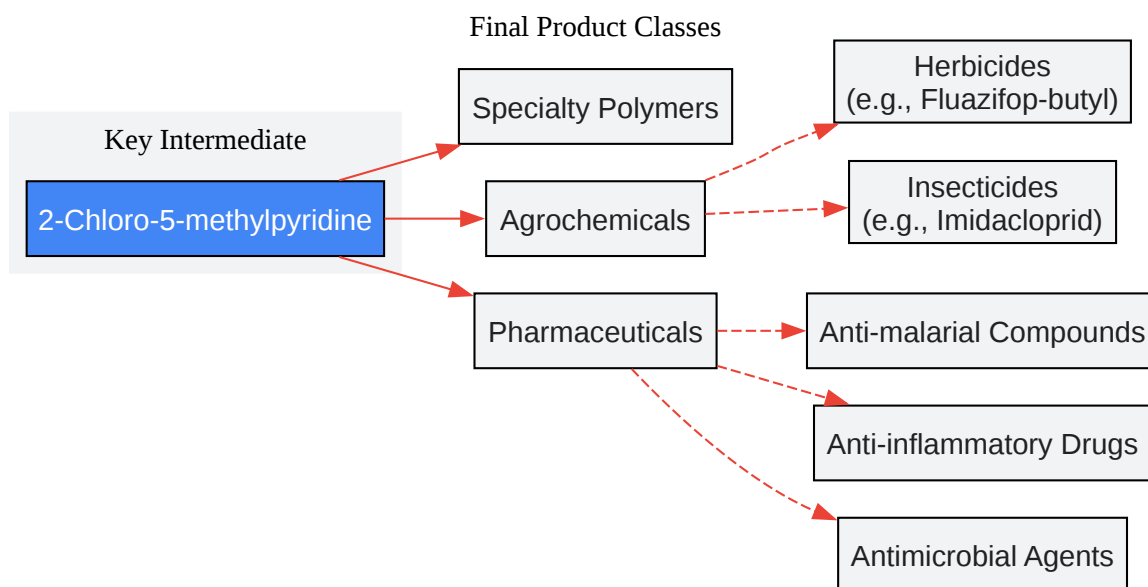 Final Product Classes
Key Intermediate
2-Chloro-5-methylpyridine
Specialty Polymers
Agrochemicals
Pharmaceuticals
Herbicides
(e.g., Fluazifop-butyl)
Insecticides
(e.g., Imidacloprid)
Anti-malarial Compounds
Anti-inflammatory Drugs
Antimicrobial Agents